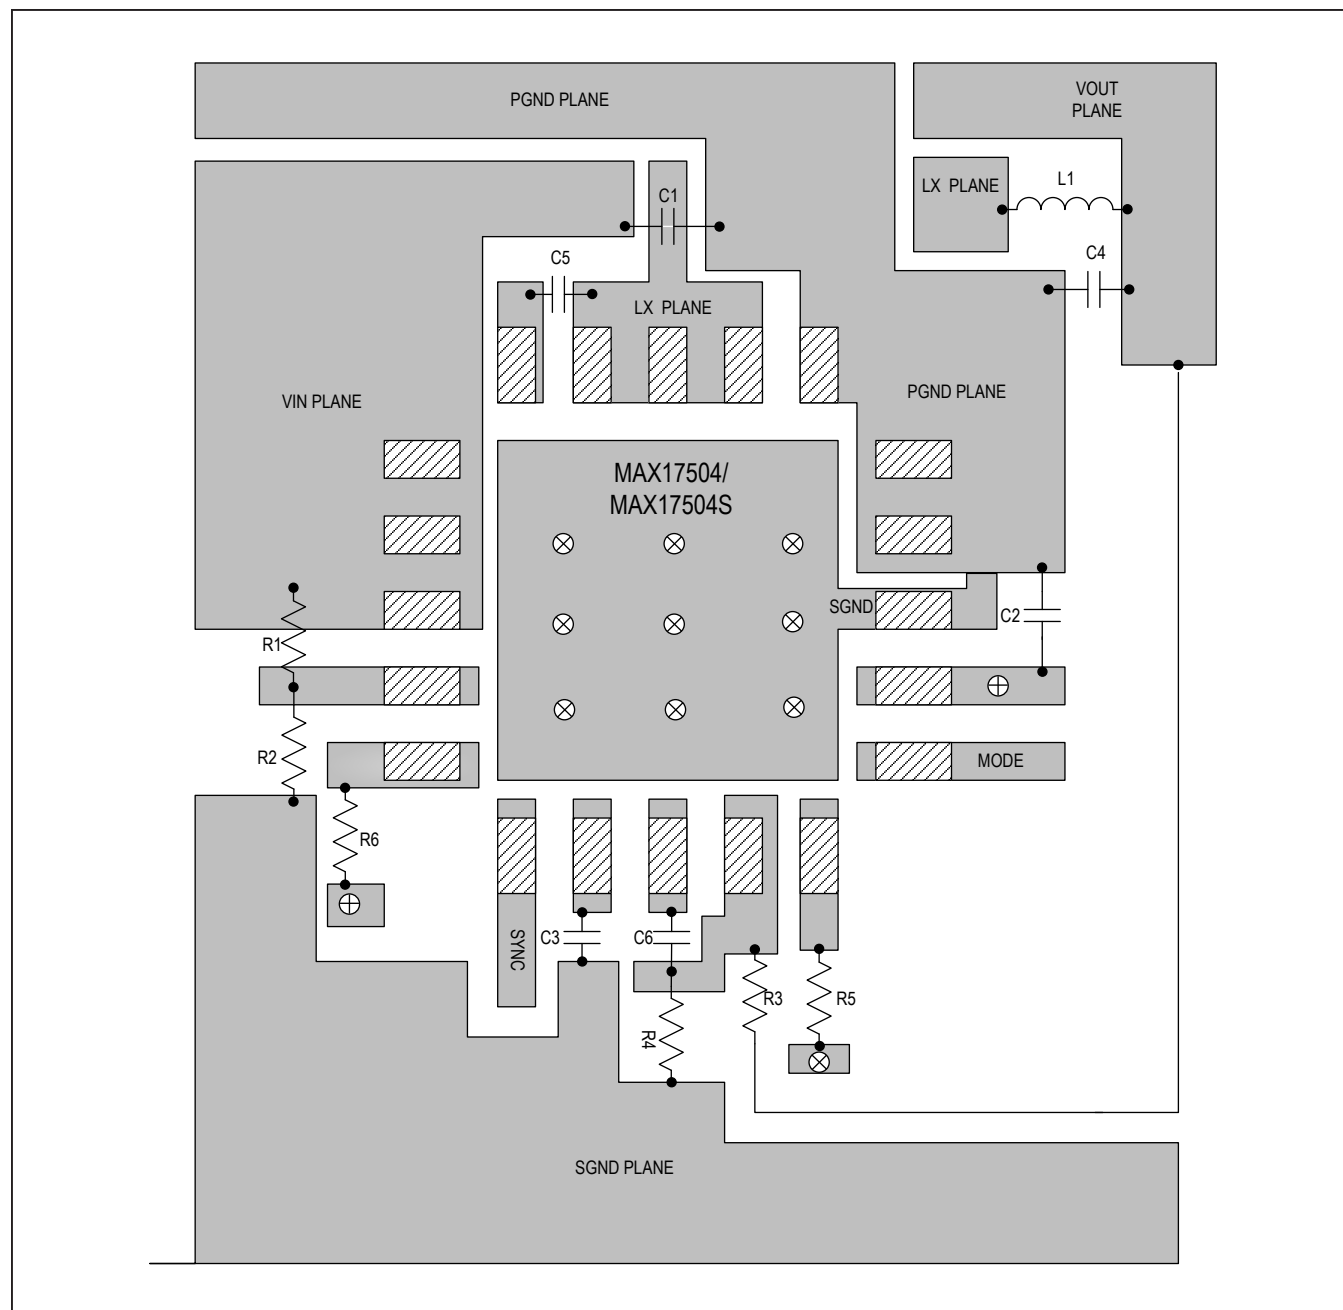 PGND PLANE
VOUT
PLANE
LX PLANE
L1
C1
C5
C4
LX PLANE
VIN PLANE
PGND PLANE
MAX17504/
MAX17504S
SGND
C2
R1
R2
MODE
R6
SYNC
C3
C6
R3
R5
R4
SGND PLANE